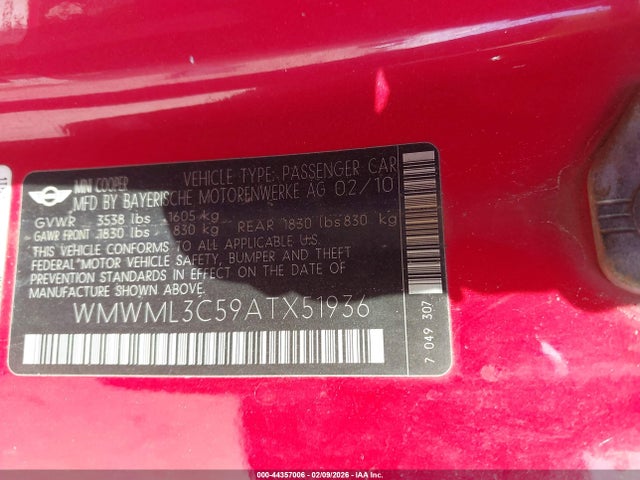 MINI COOPER VEHICLE TYPE: PASSENGER CAR
MFD BY BAYERISCHE MOTORENWERKE AG 02/10
GVWR 3538 lbs 1605 kg
GAWR FRONT 1830 lbs 830 kg REAR 1830 lbs 830 kg
THIS VEHICLE CONFORMS TO ALL APPLICABLE U.S.
FEDERAL MOTOR VEHICLE SAFETY, BUMPER AND THEFT
PREVENTION STANDARDS IN EFFECT ON THE DATE OF
MANUFACTURE SHOWN ABOVE.
WMWML3C59ATX51936
7 049 307
000-44357006 - 02/09/2026 - Copyright IAA, LLC